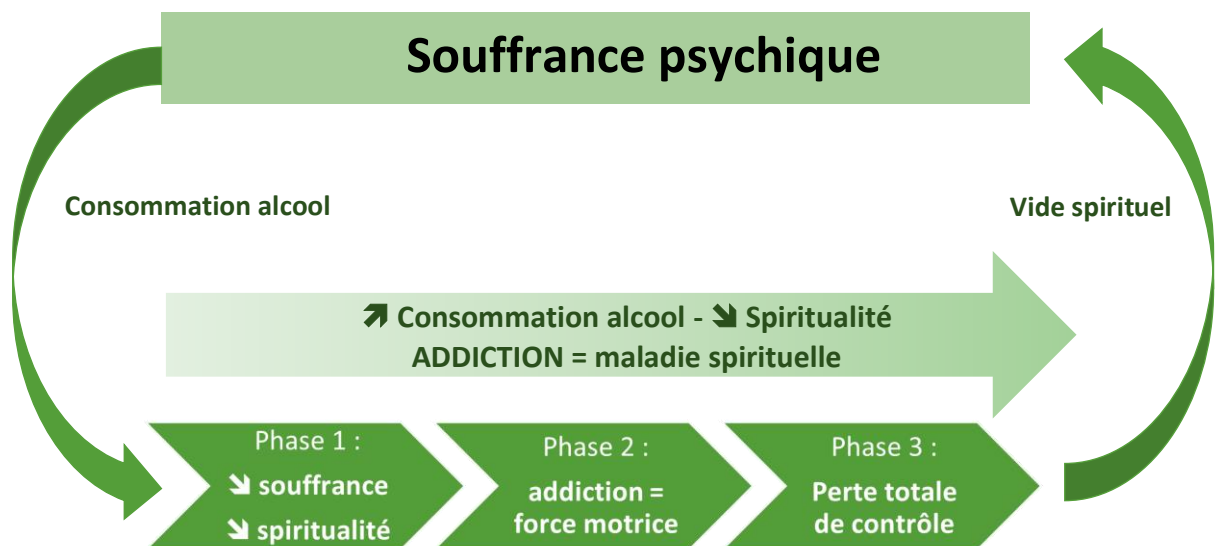 Souffrance psychique
Consommation alcool
Vide spirituel
🡽 Consommation alcool - 🡾 Spiritualité
ADDICTION = maladie spirituelle
Phase 1 :
🡾 souffrance
🡾 spiritualité
Phase 2 :
addiction =
force motrice
Phase 3 :
Perte totale
de contrôle